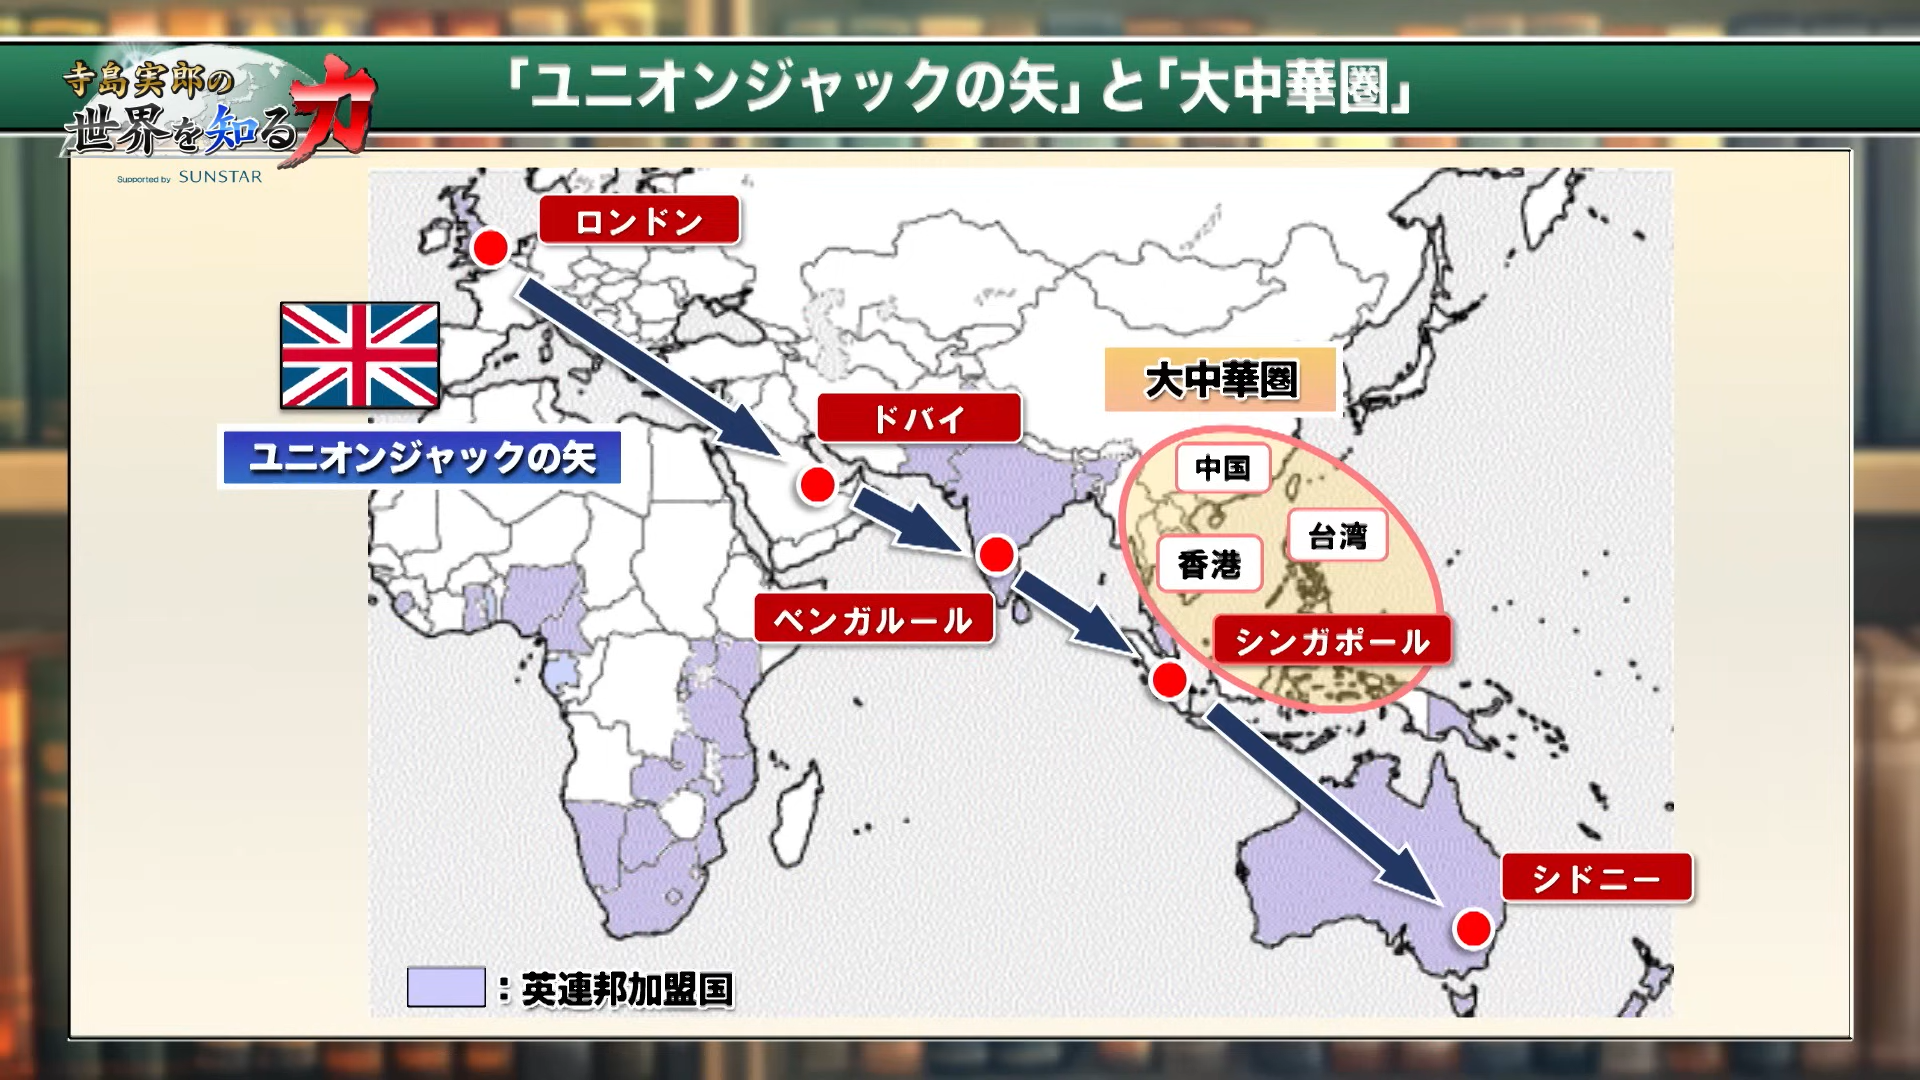 「ユニオンジャックの矢」と「大中華圏」
寺島実郎の
世界を知る力
Supported by SUNSTAR
ロンドン
大中華圏
ドバイ
ユニオンジャックの矢
中国
台湾
香港
ベンガルール
シンガポール
シドニー
：英連邦加盟国